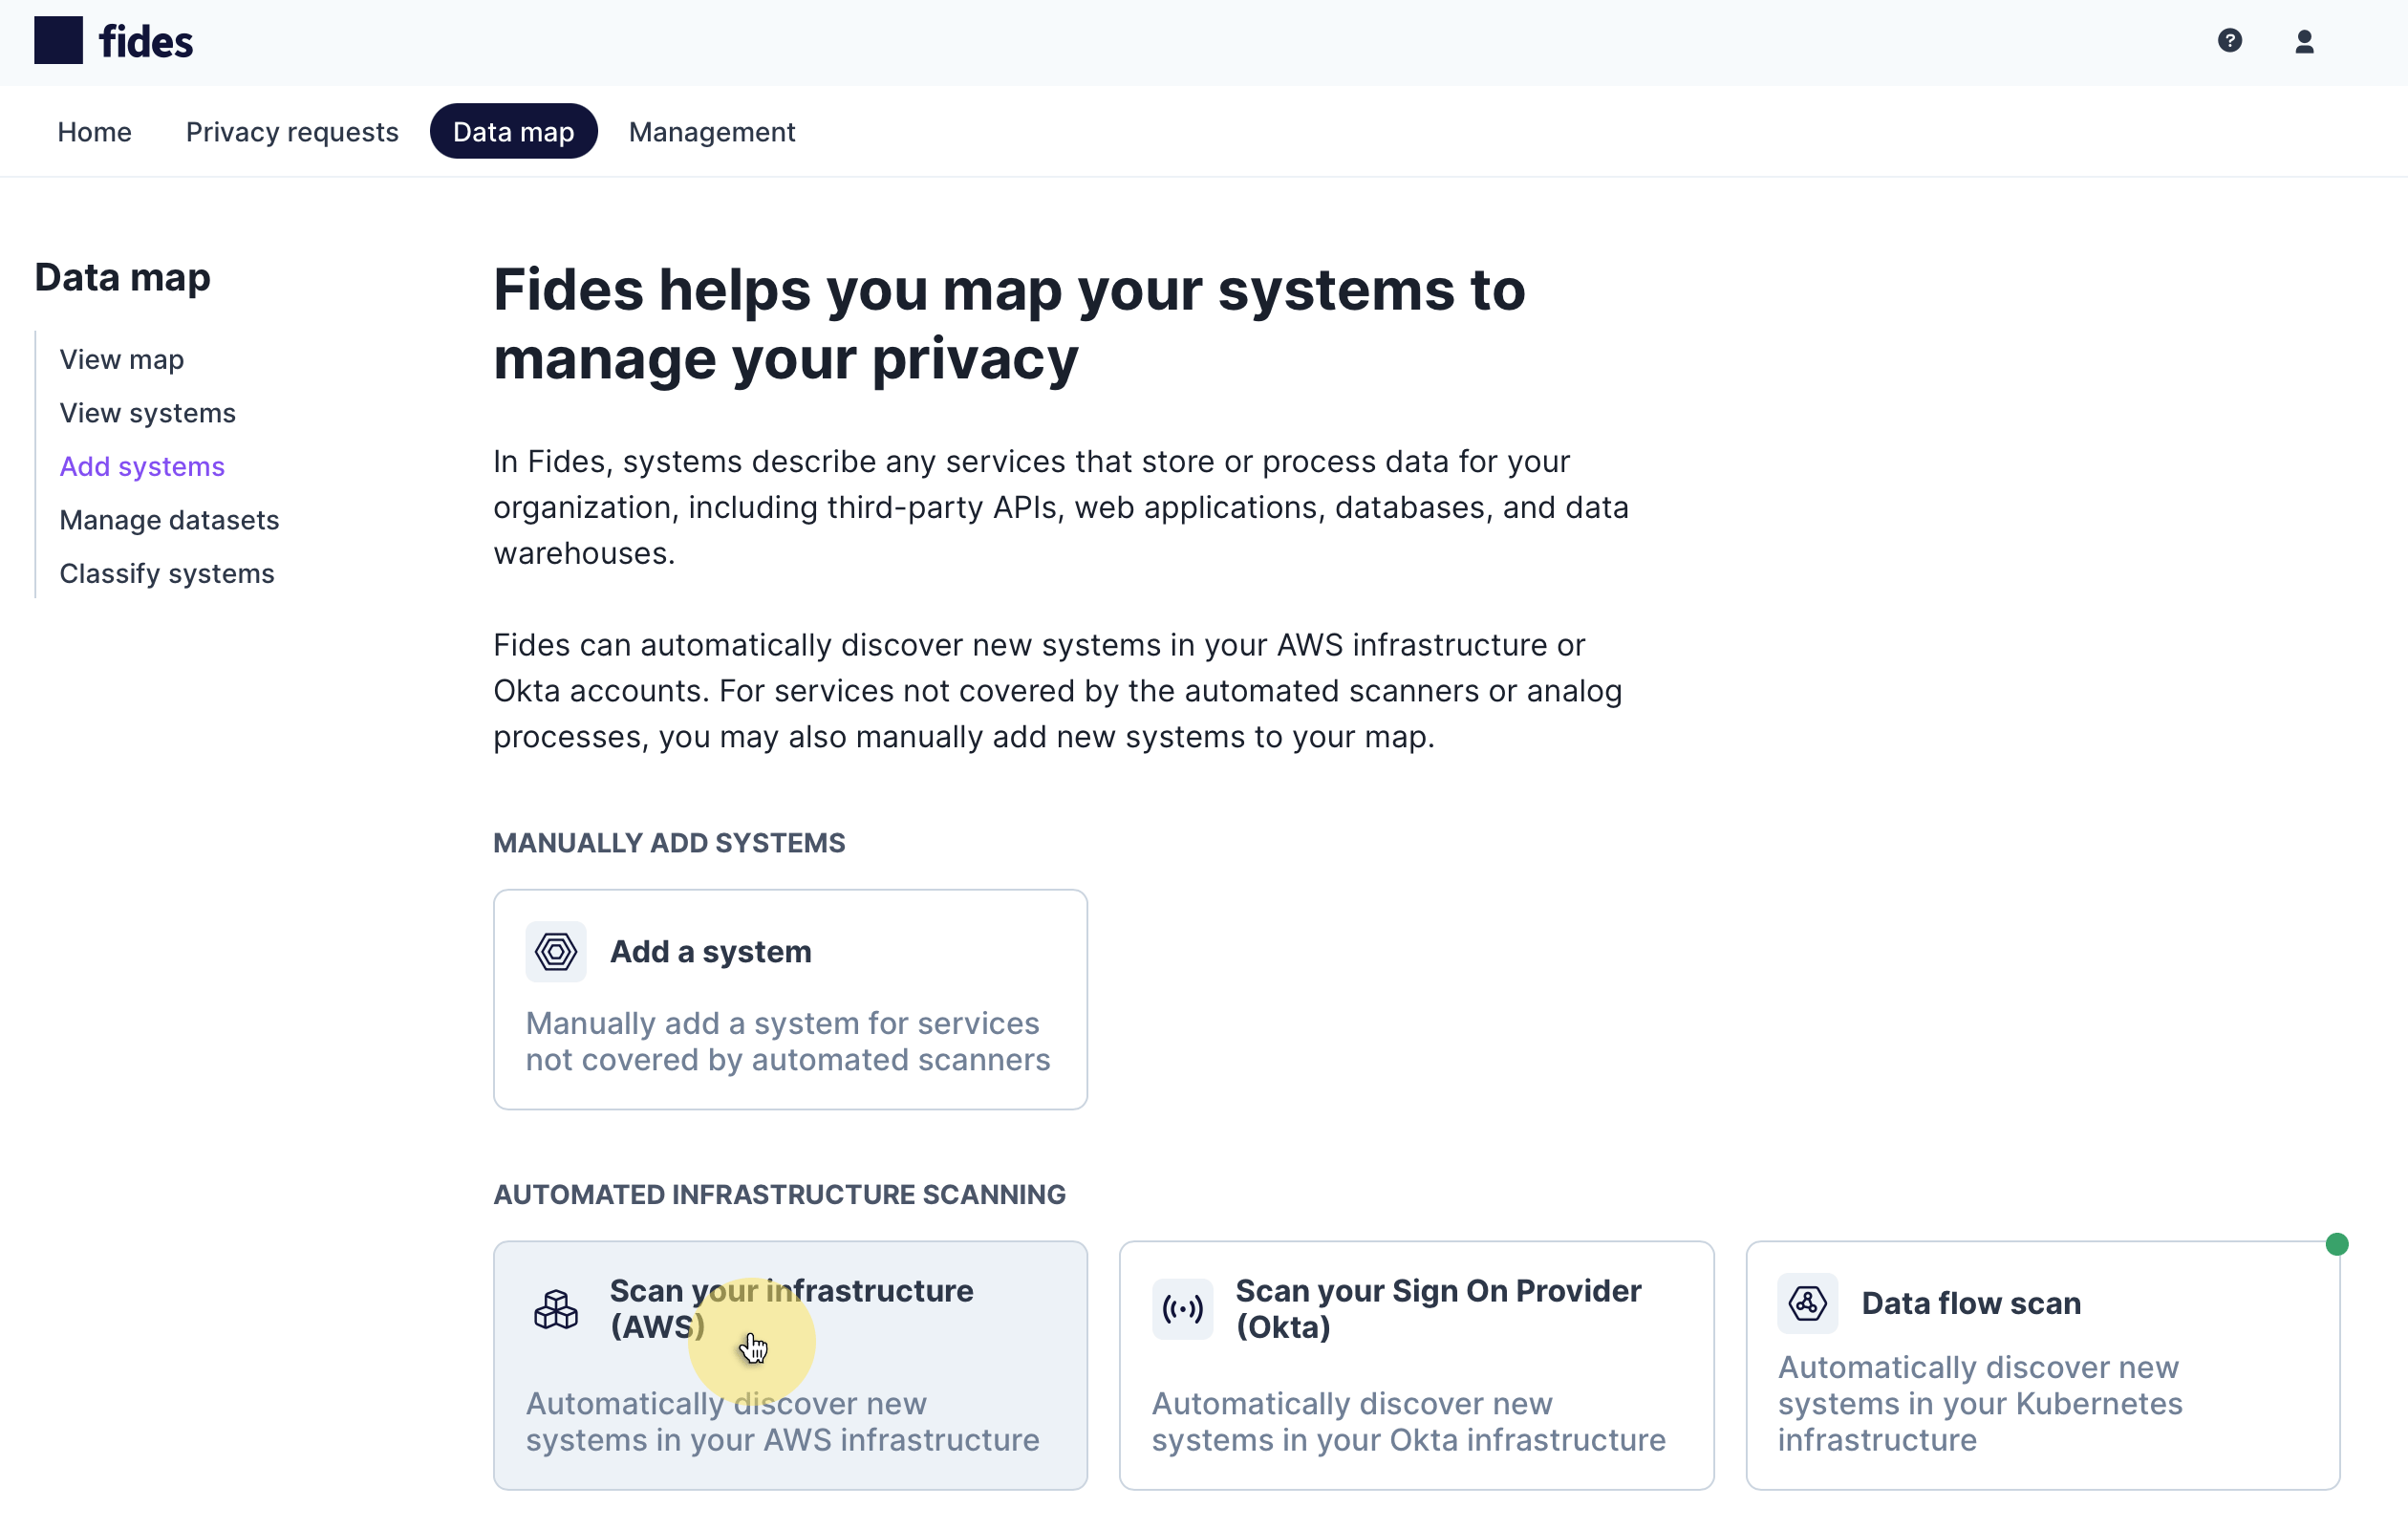 fides
?
Home
Privacy requests
Data map
Management
Data map
View map
View systems
Add systems
Manage datasets
Classify systems
Fides helps you map your systems to
manage your privacy
In Fides, systems describe any services that store or process data for your
organization, including third-party APIs, web applications, databases, and data
warehouses.
Fides can automatically discover new systems in your AWS infrastructure or
Okta accounts. For services not covered by the automated scanners or analog
processes, you may also manually add new systems to your map.
MANUALLY ADD SYSTEMS
Add a system
Manually add a system for services
not covered by automated scanners
AUTOMATED INFRASTRUCTURE SCANNING
Scan your infrastructure
(AWS)
Automatically discover new
systems in your AWS infrastructure
Scan your Sign On Provider
(Okta)
Automatically discover new
systems in your Okta infrastructure
Data flow scan
Automatically discover new
systems in your Kubernetes
infrastructure